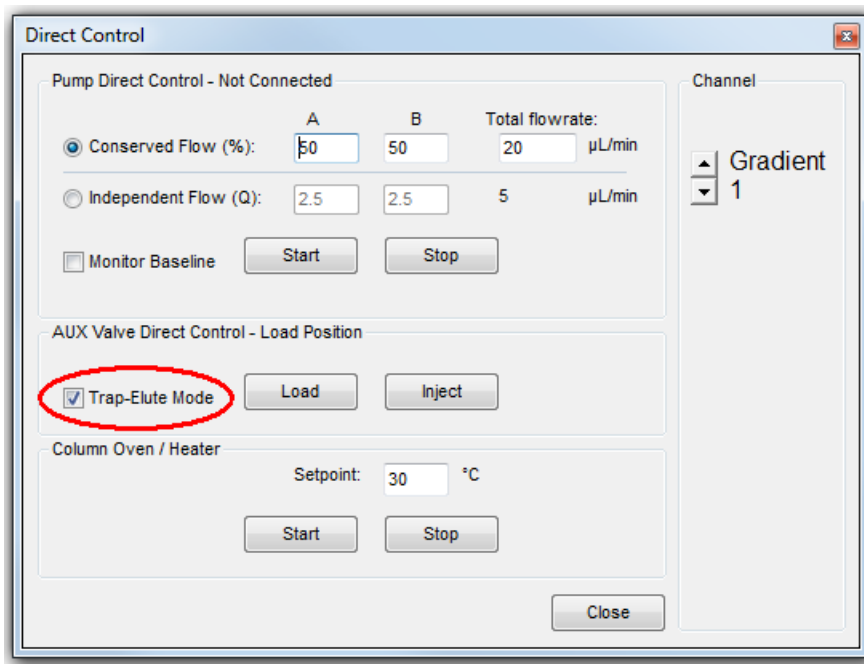 Direct Control
Pump Direct Control - Not Connected
A B Total flowrate:
Conserved Flow (%): 50 50 20 µL/min
Independent Flow (Q): 2.5 2.5 5 µL/min
Monitor Baseline Start Stop
AUX Valve Direct Control - Load Position
Trap-Elute Mode Load Inject
Column Oven / Heater
Setpoint: 30 °C
Start Stop
Close
Channel
Gradient
1